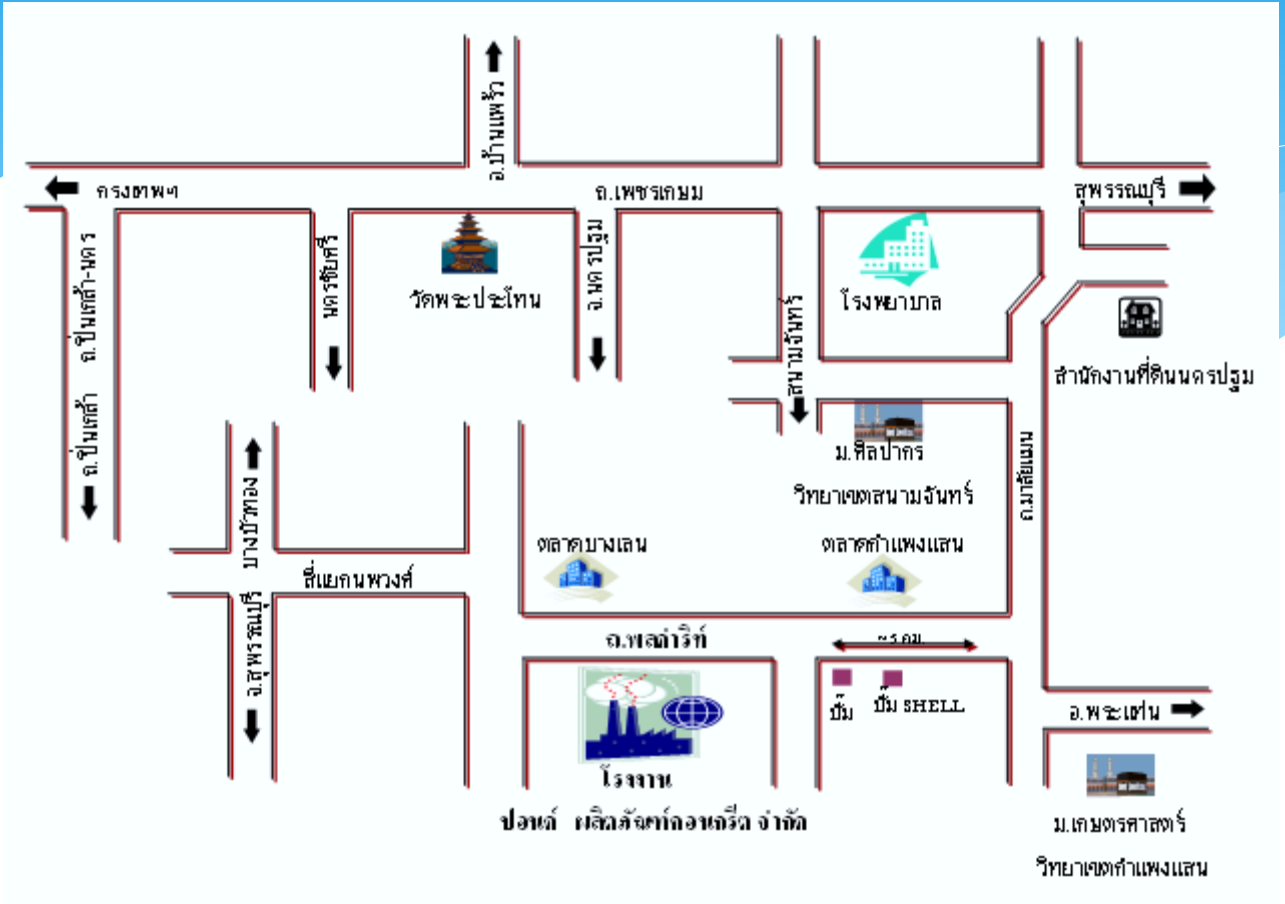 อ.บ้านแพร้ว
กรุงเทพฯ
ถ.เพชรเกษม
สุพรรณบุรี
ถ.ปิ่นเกล้า-นคร
นครชัยศรี
วัดพระประโทน
จ.นครปฐม
สนามจันทร์
โรงพยาบาล
สำนักงานที่ดินนครปฐม
ถ.ปิ่นเกล้า
ม.ศิลปากร
วิทยาเขตสนามจันทร์
ถ.มาลัยแมน
บางบัวทอง
ตลาดบางเลน
ตลาดกำแพงแสน
สี่แยกนพวงศ์
จ.สุพรรณบุรี
ถ.พลดำริห์
~ 5 กม.
ปั๊ม
ปั๊ม SHELL
อ.พระแท่น
โรงงาน
ปอนด์ ผลิตภัณฑ์คอนกรีต จำกัด
ม.เกษตรศาสตร์
วิทยาเขตกำแพงแสน